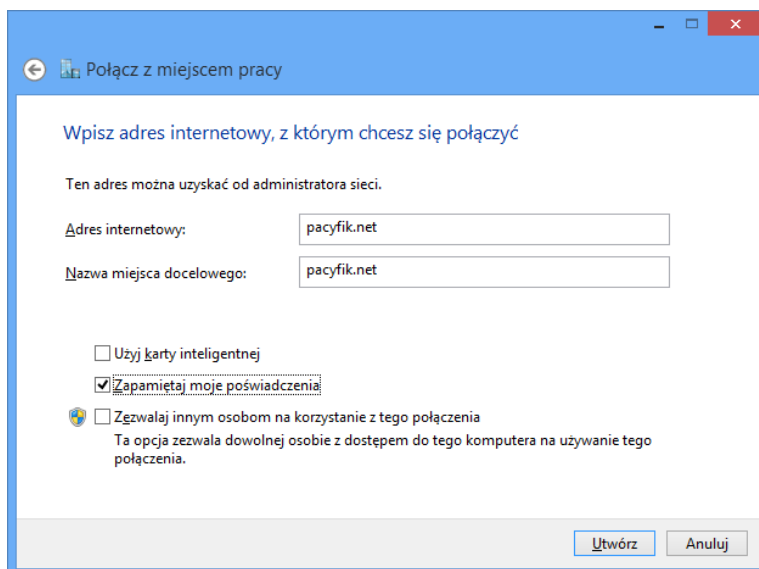 Połącz z miejscem pracy
Wpisz adres internetowy, z którym chcesz się połączyć
Ten adres można uzyskać od administratora sieci.
Adres internetowy: pacyfik.net
Nazwa miejsca docelowego: pacyfik.net
Użyj karty inteligentnej
Zapamiętaj moje poświadczenia
Zezwalaj innym osobom na korzystanie z tego połączenia
Ta opcja zezwala dowolnej osobie z dostępem do tego komputera na używanie tego
połączenia.
Utwórz Anuluj